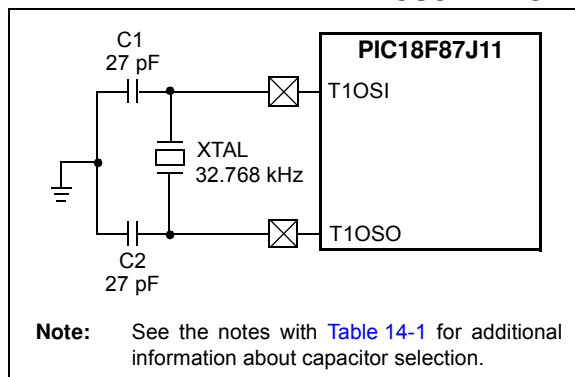 C1
27 pF
PIC18F87J11
T1OSI
XTAL
32.768 kHz
T1OSO
C2
27 pF
Note: See the notes with Table 14-1 for additional
information about capacitor selection.